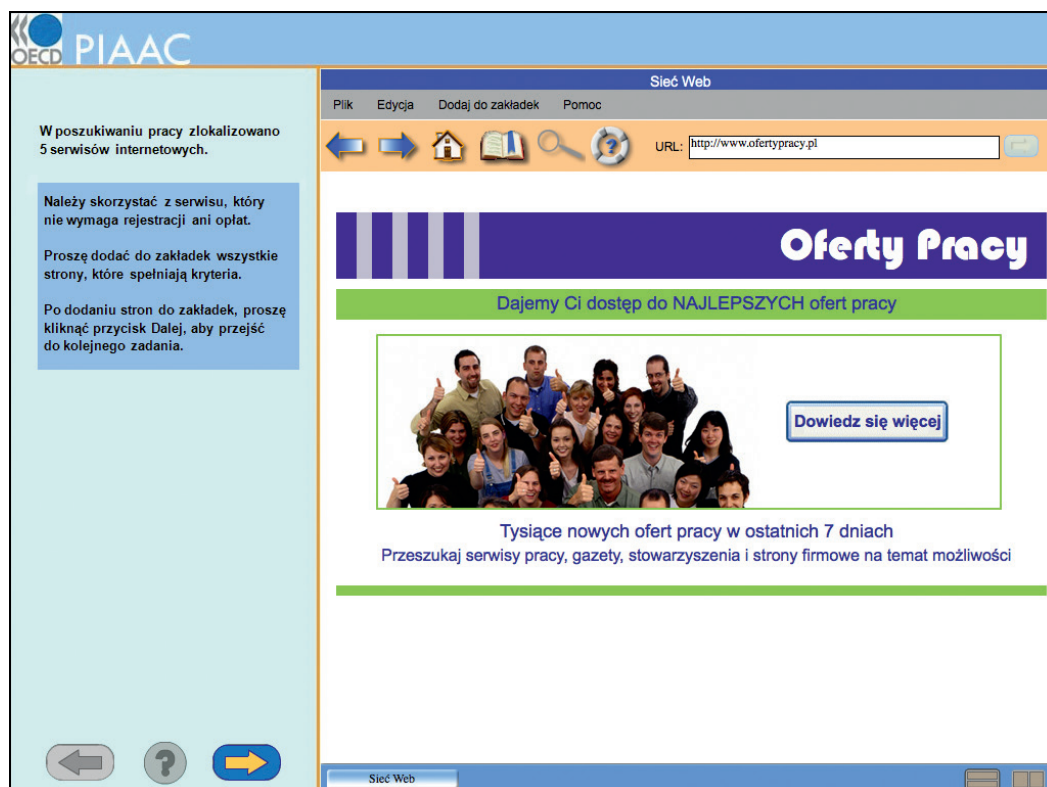 OECD PIAAC
W poszukiwaniu pracy zlokalizowano
5 serwisów internetowych.
Należy skorzystać z serwisu, który
nie wymaga rejestracji ani opłat.
Proszę dodać do zakładek wszystkie
strony, które spełniają kryteria.
Po dodaniu stron do zakładek, proszę
kliknąć przycisk Dalej, aby przejść
do kolejnego zadania.
?
Sieć Web
Plik Edycja Dodaj do zakładek Pomoc
? URL: http://www.ofertypracy.pl
Oferty Pracy
Dajemy Ci dostęp do NAJLEPSZYCH ofert pracy
Dowiedz się więcej
Tysiące nowych ofert pracy w ostatnich 7 dniach
Przeszukaj serwisy pracy, gazety, stowarzyszenia i strony firmowe na temat możliwości
Sieć Web